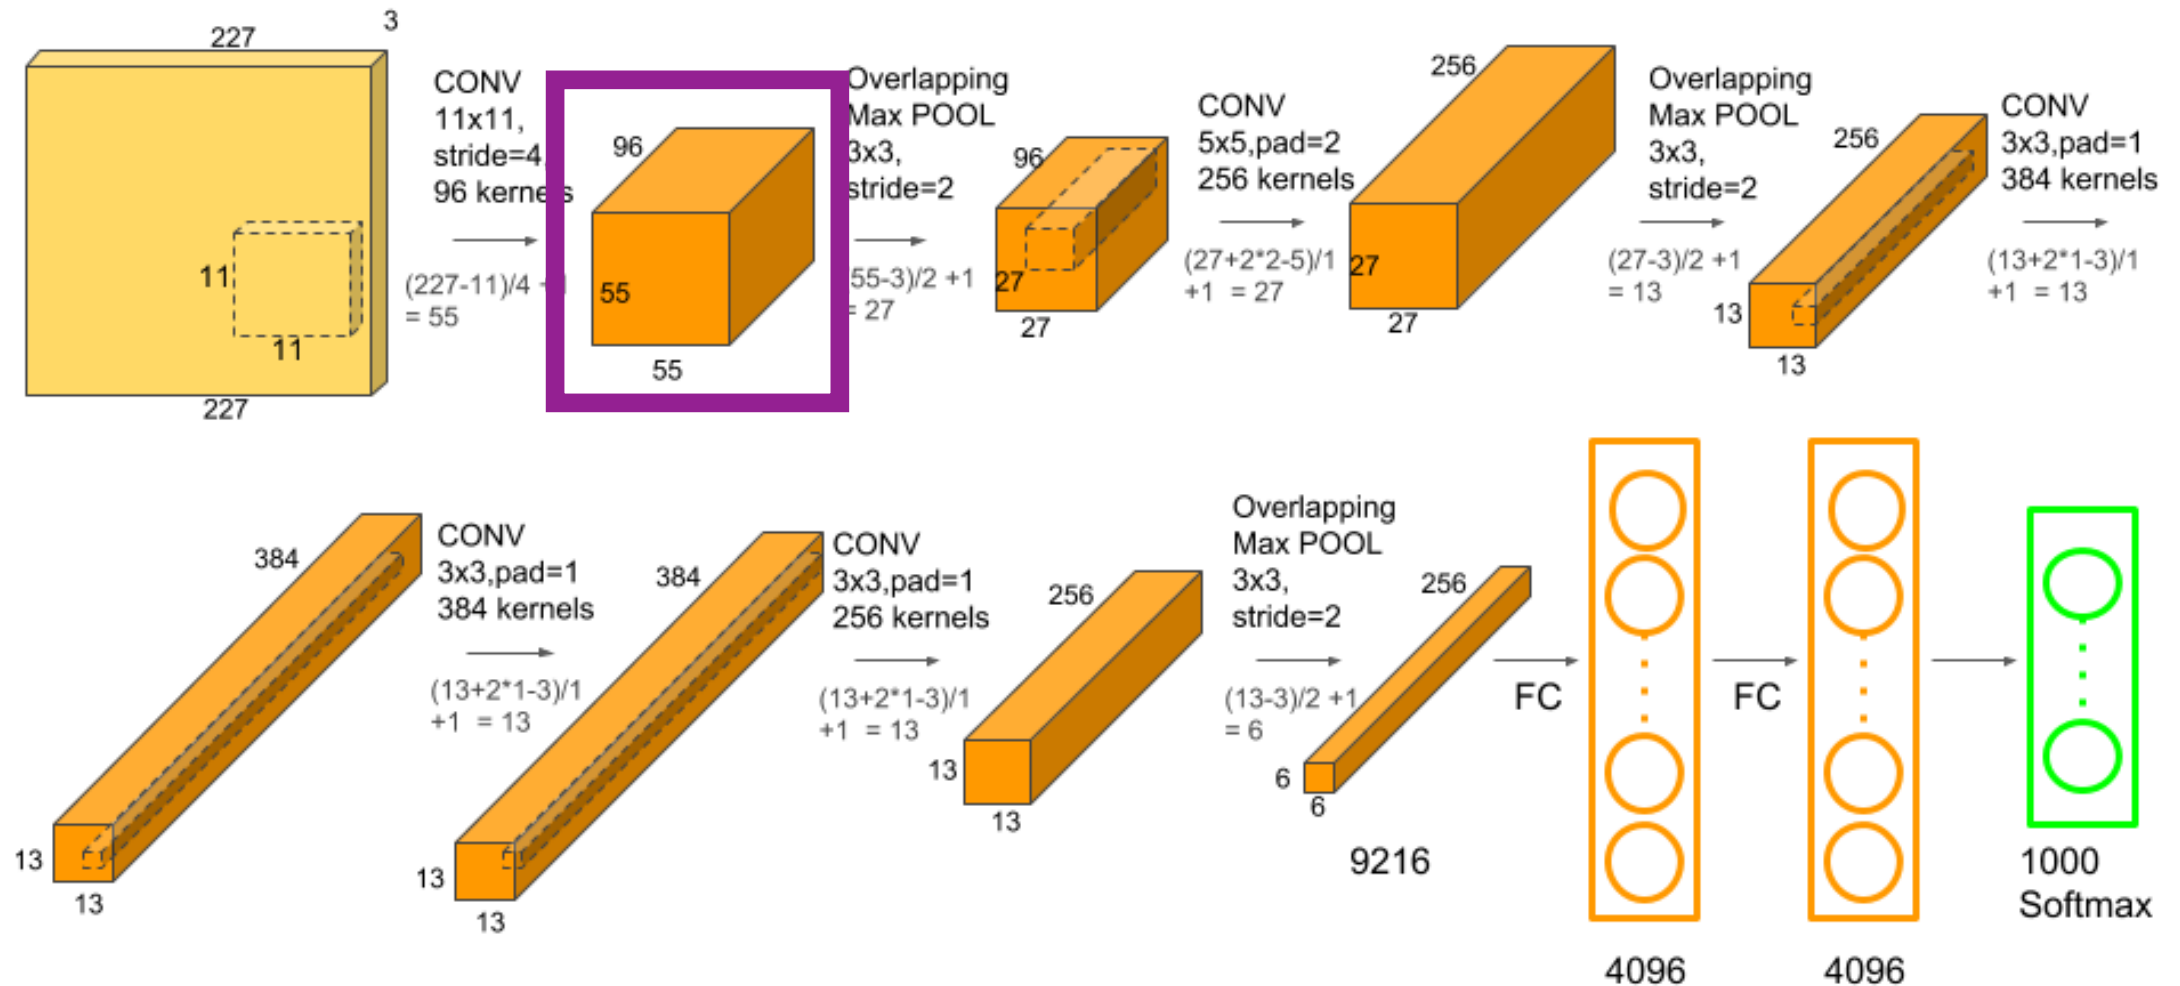 227
3
CONV
11x11,
stride=4,
96 kernels
(227-11)/4 +1
= 55
11
11
227
96
55
55
Overlapping
Max POOL
3x3,
stride=2
55-3)/2 +1
= 27
96
27
27
CONV
5x5,pad=2
256 kernels
(27+2*2-5)/1
+1 = 27
256
27
27
Overlapping
Max POOL
3x3,
stride=2
(27-3)/2 +1
= 13
256
13
13
CONV
3x3,pad=1
384 kernels
(13+2*1-3)/1
+1 = 13
384
13
13
CONV
3x3,pad=1
384 kernels
(13+2*1-3)/1
+1 = 13
384
13
13
CONV
3x3,pad=1
256 kernels
(13+2*1-3)/1
+1 = 13
256
13
13
Overlapping
Max POOL
3x3,
stride=2
(13-3)/2 +1
= 6
256
6
6
9216
FC
4096
FC
4096
1000
Softmax